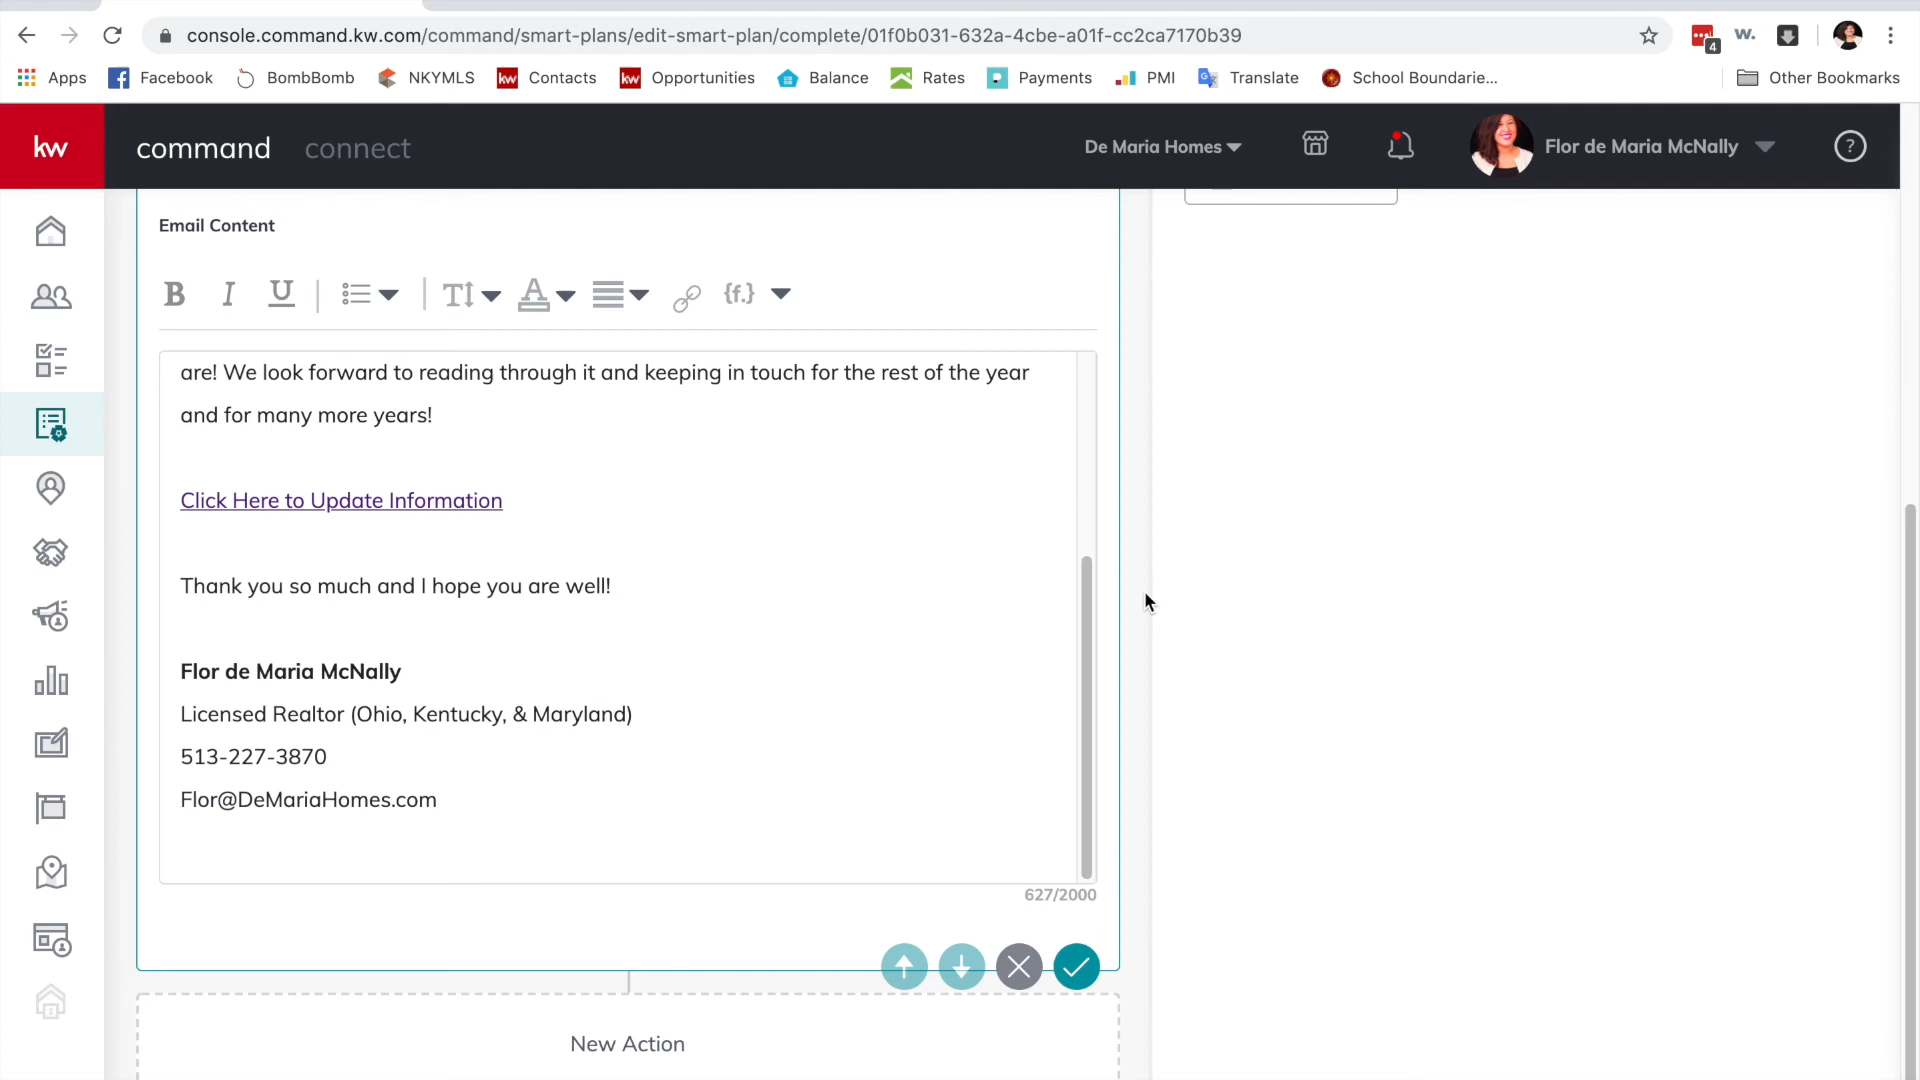 console.command.kw.com/command/smart-plans/edit-smart-plan/complete/01f0b031-632a-4cbe-a01f-cc2ca7170b39
4
w.
Apps
Facebook
BombBomb
NKYMLS
kw Contacts
kw Opportunities
Balance
Rates
Payments
PMI
Translate
School Boundarie...
Other Bookmarks
kw
command
connect
De Maria Homes
Flor de Maria McNally
?
Email Content
B I U
{f.}
are! We look forward to reading through it and keeping in touch for the rest of the year
and for many more years!
Click Here to Update Information
Thank you so much and I hope you are well!
Flor de Maria McNally
Licensed Realtor (Ohio, Kentucky, & Maryland)
513-227-3870
Flor@DeMariaHomes.com
627/2000
New Action